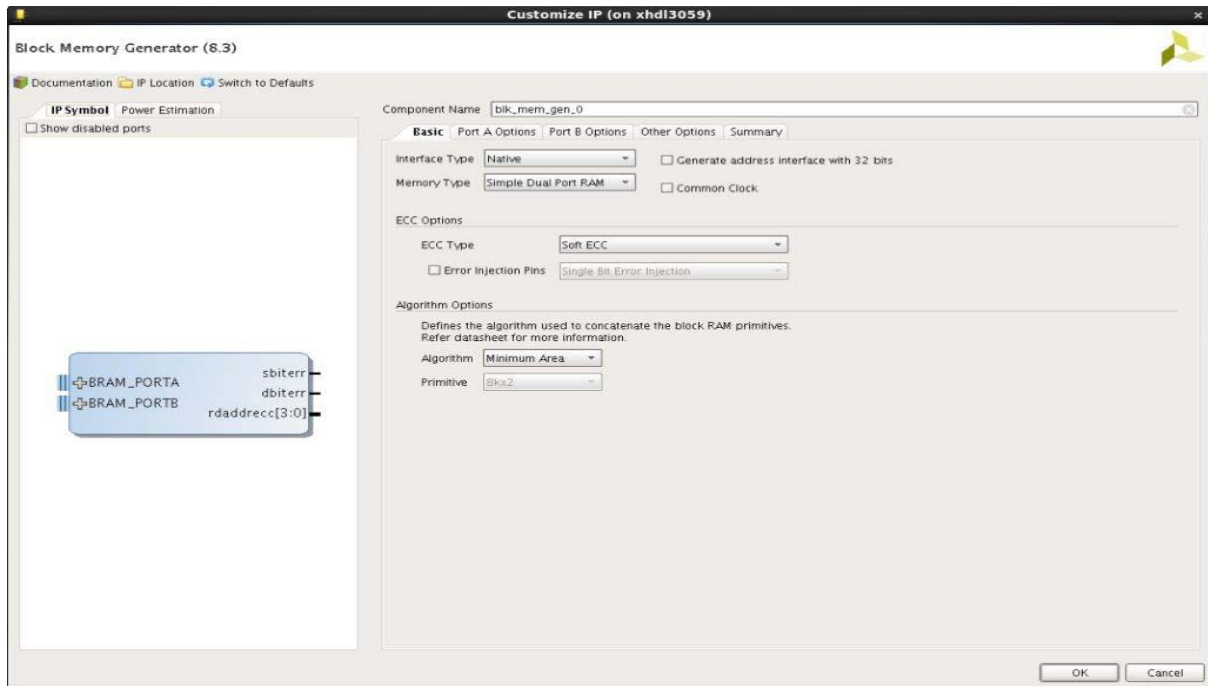 Customize IP (on xhdl3059)
Block Memory Generator (8.3)
Documentation IP Location Switch to Defaults
IP Symbol Power Estimation
Show disabled ports
BRAM_PORTA
BRAM_PORTB
sbiterr
dbiterr
rdaddrecc[3:0]
Component Name blk_mem_gen_0
Basic Port A Options Port B Options Other Options Summary
Interface Type Native Generate address interface with 32 bits
Memory Type Simple Dual Port RAM Common Clock
ECC Options
ECC Type Soft ECC
Error Injection Pins Single Bit Error Injection
Algorithm Options
Defines the algorithm used to concatenate the block RAM primitives.
Refer datasheet for more information.
Algorithm Minimum Area
Primitive 8kx2
OK Cancel